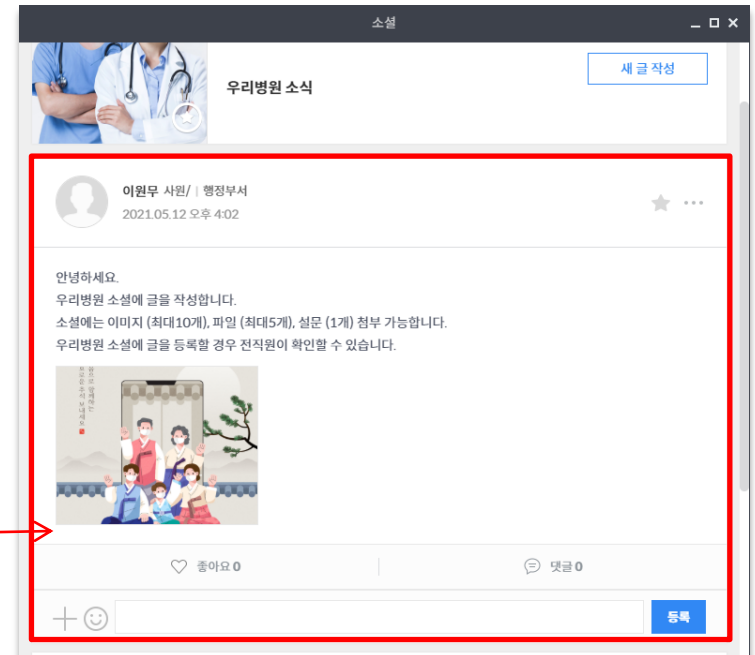 소셜
우리병원 소식
새 글 작성
이원무 사원/ | 행정부서
2021.05.12 오후 4:02
안녕하세요.
우리병원 소셜에 글을 작성합니다.
소셜에는 이미지 (최대10개), 파일 (최대5개), 설문 (1개) 첨부 가능합니다.
우리병원 소셜에 글을 등록할 경우 전직원이 확인할 수 있습니다.
좋아요 0
댓글 0
등록